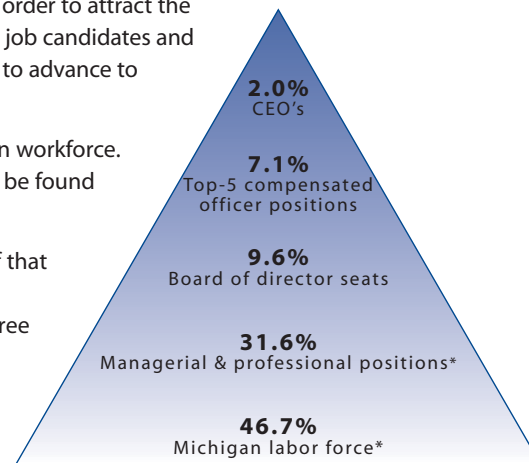 order to attract the
job candidates and
to advance to
n workforce.
be found
f that
ree
2.0%
CEO's
7.1%
Top-5 compensated
officer positions
9.6%
Board of director seats
31.6%
Managerial & professional positions*
46.7%
Michigan labor force*